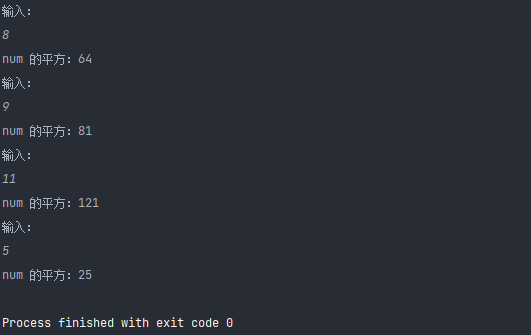 输入:
8
num 的平方: 64
输入:
9
num 的平方: 81
输入:
11
num 的平方: 121
输入:
5
num 的平方: 25
Process finished with exit code 0